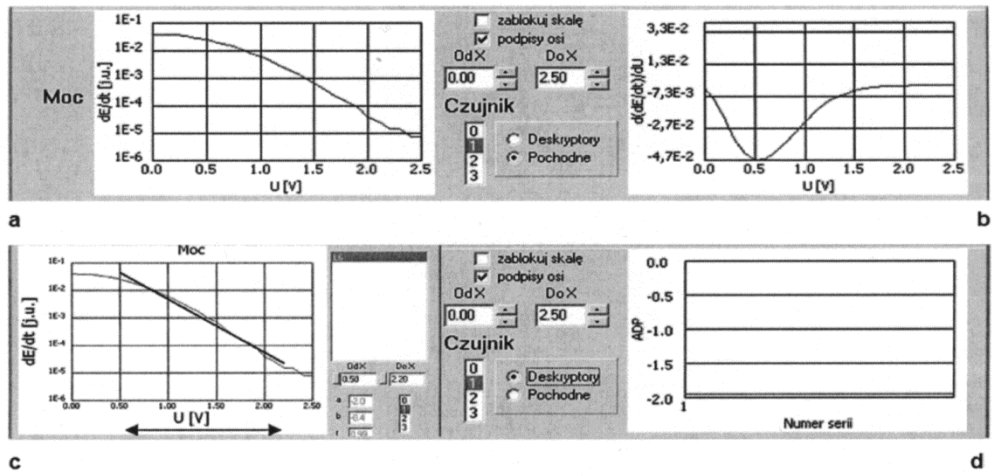 Moc
dE/dt [j.u.]
1E-1
1E-2
1E-3
1E-4
1E-5
1E-6
0.0 0.5 1.0 1.5 2.0 2.5
U [V]
zablokuj skalę
podpisy osi
Od X Do X
0.00 2.50
Czujnik
0
1
2
3
Deskryptory
Pochodne
d(dE/dt)/dU
3,3E-2
1,3E-2
-7,3E-3
-2,7E-2
-4,7E-2
0.0 0.5 1.0 1.5 2.0 2.5
U [V]
a
b
Moc
dE/dt [j.u.]
1E-1
1E-2
1E-3
1E-4
1E-5
1E-6
0.00 0.50 1.00 1.50 2.00 2.50
U [V]
Od X Do X
0.50 2.20
a -2.0
b -0.4
r 0.99
0
1
2
3
zablokuj skalę
podpisy osi
Od X Do X
0.00 2.50
Czujnik
0
1
2
3
Deskryptory
Pochodne
ADP
0.0
-0.5
-1.0
-1.5
-2.0
1
Numer serii
c
d